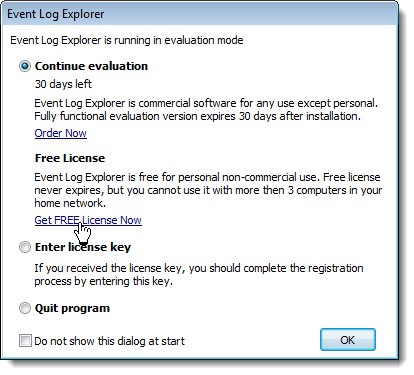 Event Log Explorer
Event Log Explorer is running in evaluation mode
Continue evaluation
30 days left
Event Log Explorer is commercial software for any use except personal.
Fully functional evaluation version expires 30 days after installation.
Order Now
Free License
Event Log Explorer is free for personal non-commercial use. Free license
never expires, but you cannot use it with more then 3 computers in your
home network.
Get FREE License Now
Enter license key
If you received the license key, you should complete the registration
process by entering this key.
Quit program
Do not show this dialog at start
OK